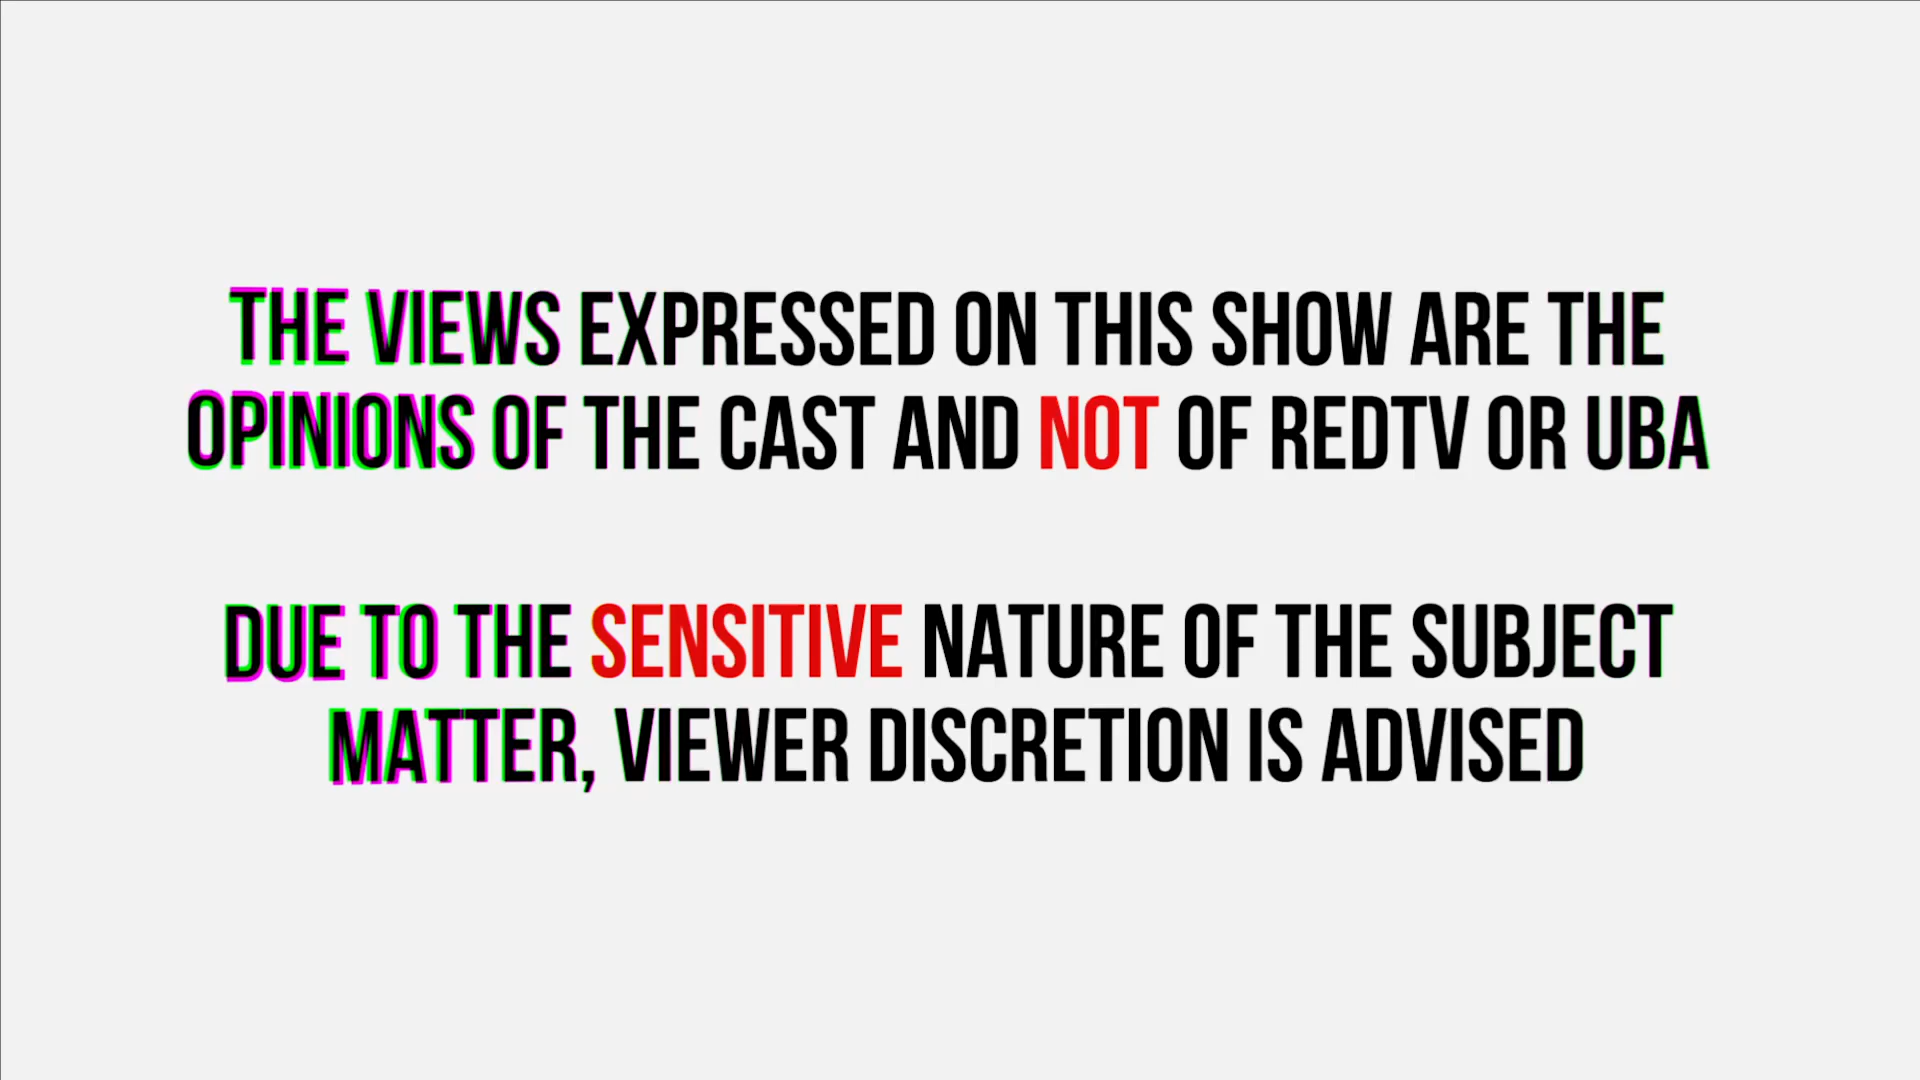 THE VIEWS EXPRESSED ON THIS SHOW ARE THE
OPINIONS OF THE CAST AND NOT OF REDTV OR UBA
DUE TO THE SENSITIVE NATURE OF THE SUBJECT
MATTER, VIEWER DISCRETION IS ADVISED